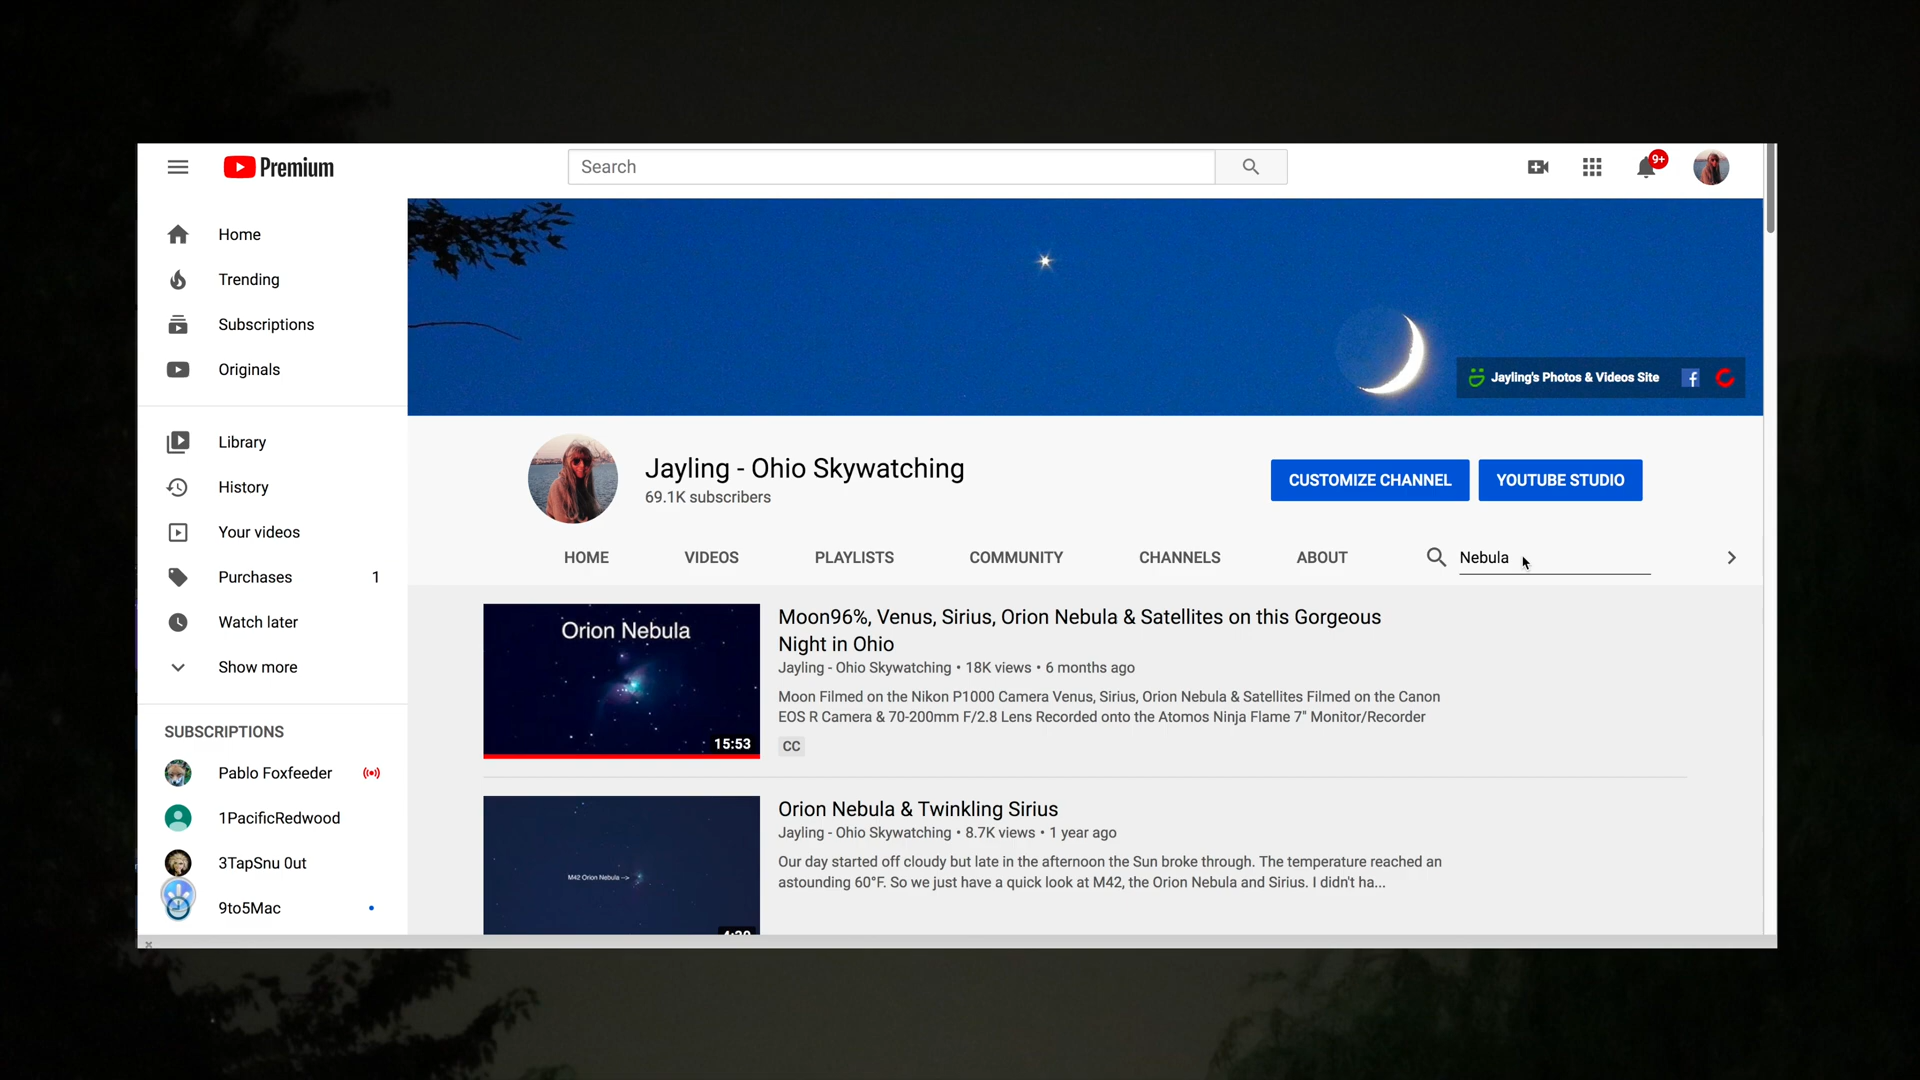 Premium
Search
9+
Home
Trending
Subscriptions
Originals
Library
History
Your videos
Purchases 1
Watch later
Show more
SUBSCRIPTIONS
Pablo Foxfeeder
1PacificRedwood
3TapSnu 0ut
9to5Mac
Jayling's Photos & Videos Site
Jayling - Ohio Skywatching
69.1K subscribers
CUSTOMIZE CHANNEL YOUTUBE STUDIO
HOME VIDEOS PLAYLISTS COMMUNITY CHANNELS ABOUT Nebula
Orion Nebula
15:53
Moon96%, Venus, Sirius, Orion Nebula & Satellites on this Gorgeous
Night in Ohio
Jayling - Ohio Skywatching • 18K views • 6 months ago
Moon Filmed on the Nikon P1000 Camera Venus, Sirius, Orion Nebula & Satellites Filmed on the Canon
EOS R Camera & 70-200mm F/2.8 Lens Recorded onto the Atomos Ninja Flame 7" Monitor/Recorder
CC
M42 Orion Nebula -->
Orion Nebula & Twinkling Sirius
Jayling - Ohio Skywatching • 8.7K views • 1 year ago
Our day started off cloudy but late in the afternoon the Sun broke through. The temperature reached an
astounding 60°F. So we just have a quick look at M42, the Orion Nebula and Sirius. I didn't ha...